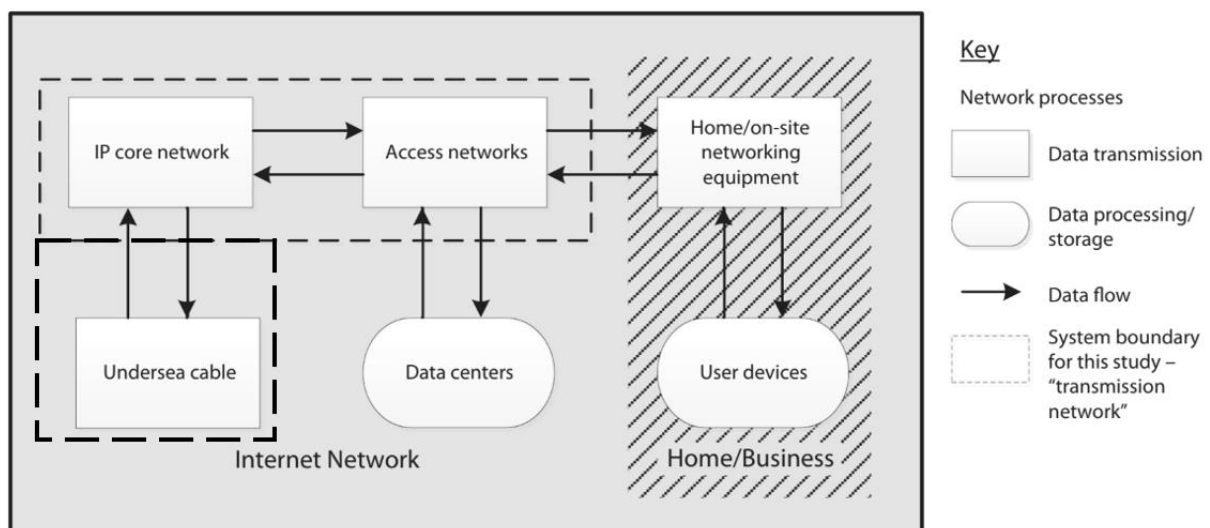 IP core network
Access networks
Home/on-site
networking
equipment
Undersea cable
Data centers
User devices
Internet Network
Home/Business
Key
Network processes
Data transmission
Data processing/
storage
Data flow
System boundary
for this study –
“transmission
network”